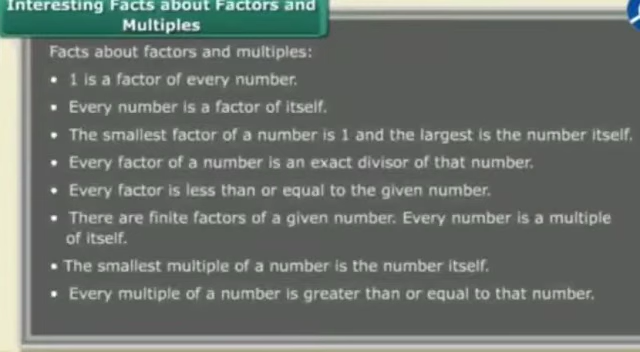 Interesting Facts about Factors and
Multiples
Facts about factors and multiples:
• 1 is a factor of every number.
• Every number is a factor of itself.
• The smallest factor of a number is 1 and the largest is the number itself.
• Every factor of a number is an exact divisor of that number.
• Every factor is less than or equal to the given number.
• There are finite factors of a given number. Every number is a multiple
of itself.
• The smallest multiple of a number is the number itself.
• Every multiple of a number is greater than or equal to that number.